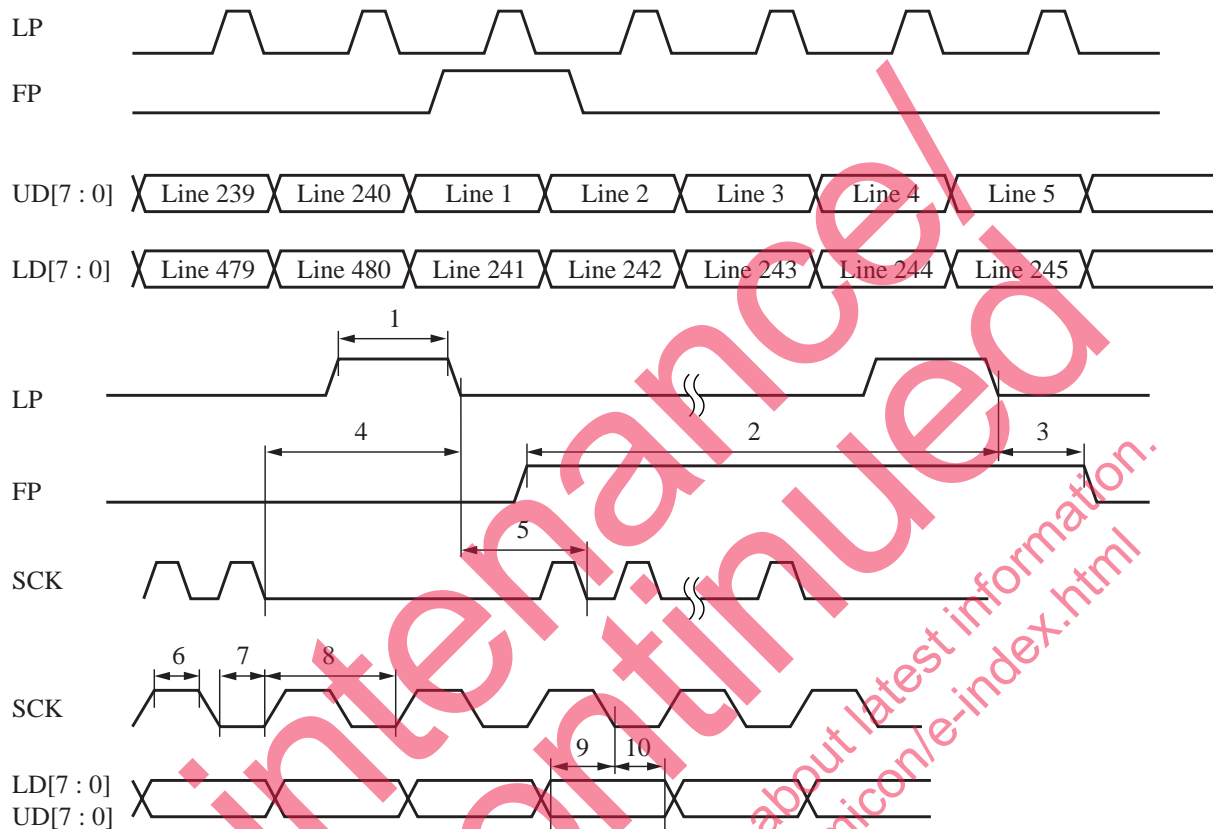 LP
FP
UD[7 : 0] Line 239 Line 240 Line 1 Line 2 Line 3 Line 4 Line 5
LD[7 : 0] Line 479 Line 480 Line 241 Line 242 Line 243 Line 244 Line 245
1
LP
4 2 3
FP
5
SCK
6 7 8
SCK
9 10
LD[7 : 0]
UD[7 : 0]
intenance/
ontinued
about latest information.
micon/e-index.html